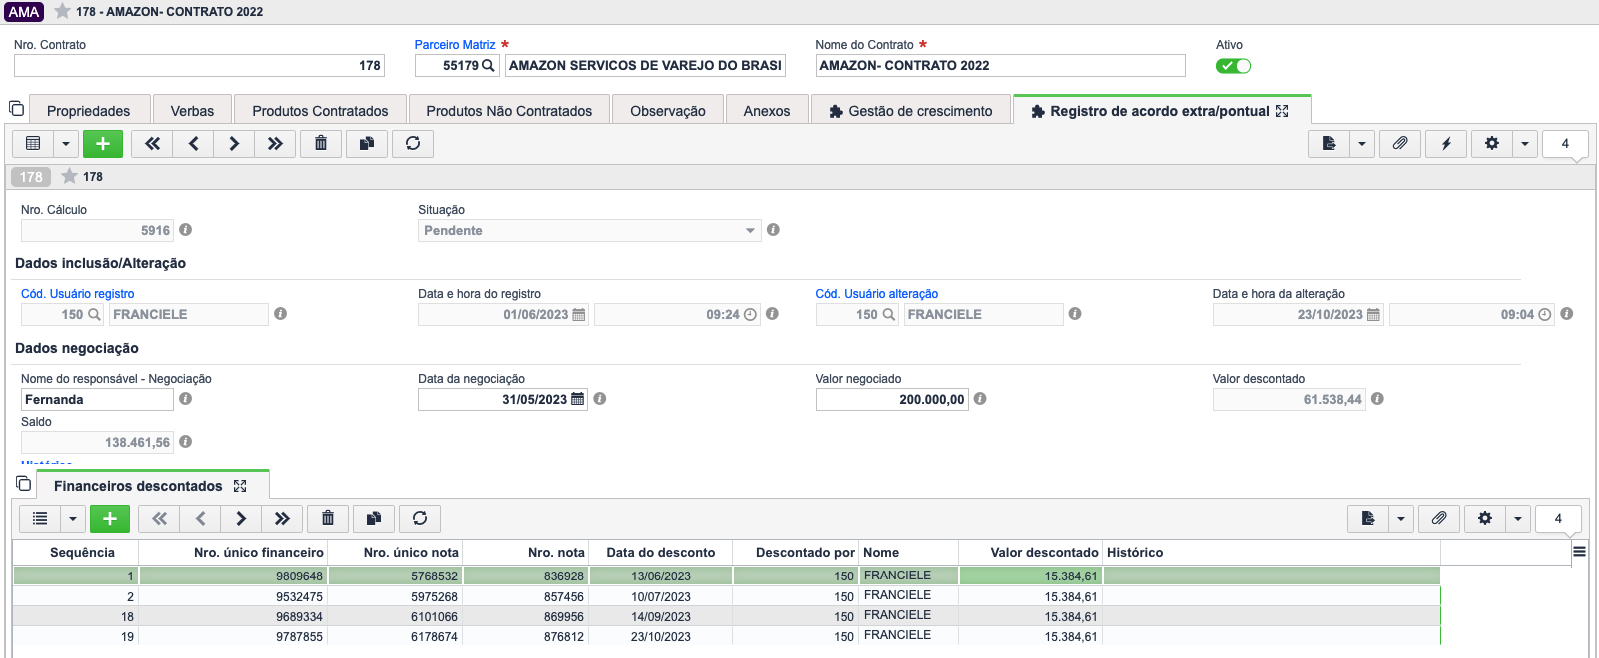 AMA 178 - AMAZON- CONTRATO 2022
Nro. Contrato Parceiro Matriz * Nome do Contrato * Ativo
178 55179 AMAZON SERVICOS DE VAREJO DO BRASI AMAZON- CONTRATO 2022
Propriedades Verbas Produtos Contratados Produtos Não Contratados Observação Anexos Gestão de crescimento Registro de acordo extra/pontual
4
178 178
Nro. Cálculo Situação
5916 Pendente
Dados inclusão/Alteração
Cód. Usuário registro Data e hora do registro Cód. Usuário alteração Data e hora da alteração
150 FRANCIELE 01/06/2023 09:24 150 FRANCIELE 23/10/2023 09:04
Dados negociação
Nome do responsável - Negociação Data da negociação Valor negociado Valor descontado
Fernanda 31/05/2023 200.000,00 61.538,44
Saldo
138.461,56
Financeiros descontados
4
Sequência Nro. único financeiro Nro. único nota Nro. nota Data do desconto Descontado por Nome Valor descontado Histórico
1 9809648 5768532 836928 13/06/2023 150 FRANCIELE 15.384,61
2 9532475 5975268 857456 10/07/2023 150 FRANCIELE 15.384,61
18 9689334 6101066 869956 14/09/2023 150 FRANCIELE 15.384,61
19 9787855 6178674 876812 23/10/2023 150 FRANCIELE 15.384,61